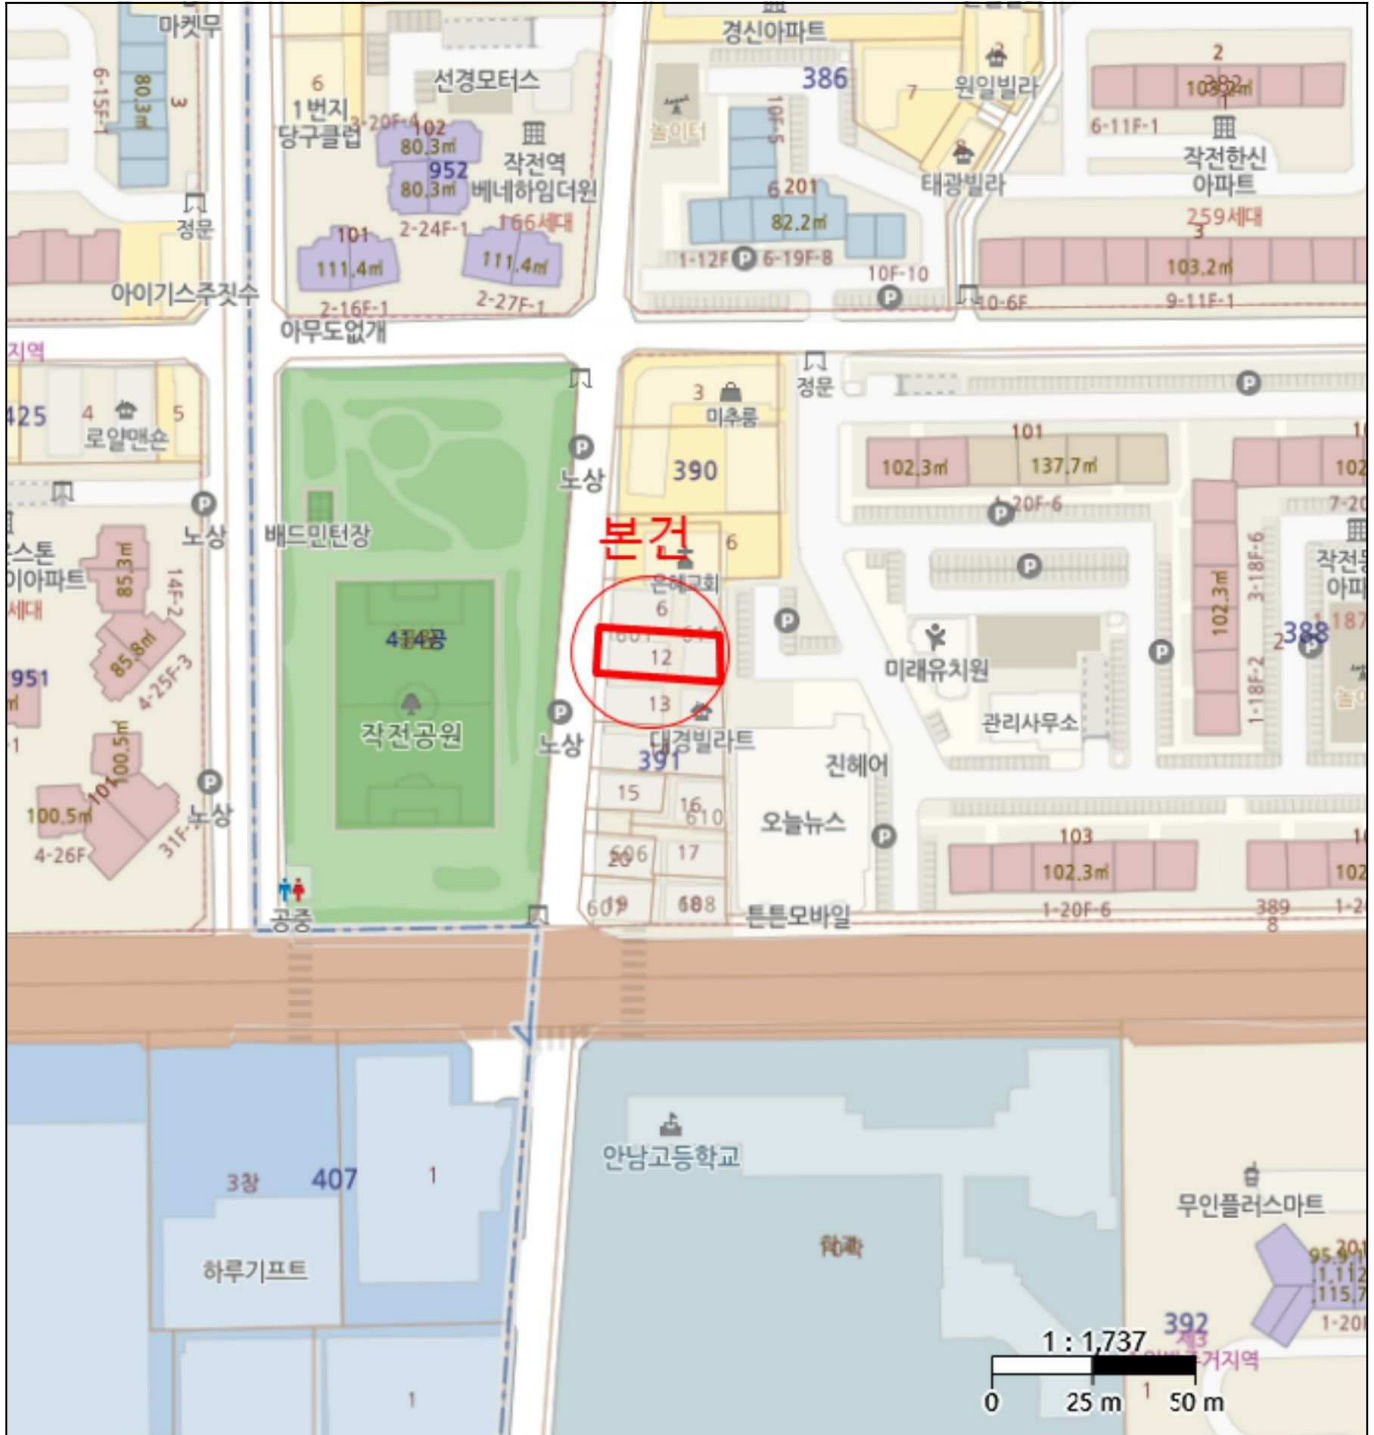 마켓무
경신아파트
6-15F-1
80.3㎡
3
6
1번지
당구클럽
선경모터스
3-20F-4
102
80.3㎡
952
80.3㎡
작전역
베네하임더원
166세대
2-24F-1
101
111.4㎡
111.4㎡
2-16F-1
2-27F-1
정문
아이기스주짓수
아무도없개
386
놀이터
10F-5
7
원일빌라
태광빌라
6
201
82.2㎡
1-12F
P
6-19F-8
10F-10
P
2
103.2㎡
6-11F-1
작전한신
아파트
259세대
3
103.2㎡
10-6F
9-11F-1
지역
425
4
5
로얄맨숀
P
노상
배드민턴장
P
노상
3
미추룸
390
정문
P
101
102.3㎡
137.7㎡
20F-6
P
P
본건
6
은혜교회
6
12
13
대경빌라트
391
15
16
610
17
607
P
미래유치원
관리사무소
P
102.3㎡
3-18F-6
1-18F-2
7-20
102
2
388
P
187
작전공원
P
노상
진헤어
오늘뉴스
P
튼튼모바일
103
102.3㎡
1-20F-6
389
8
102
85.3㎡
14F-2
85.8㎡
4-25F-3
951
100.5㎡
101
100.5㎡
4-26F
P
노상
공중
3창
407
1
하루기프트
1
안남고등학교
무인플러스마트
201
392
1
1 : 1,737
0
25 m
50 m